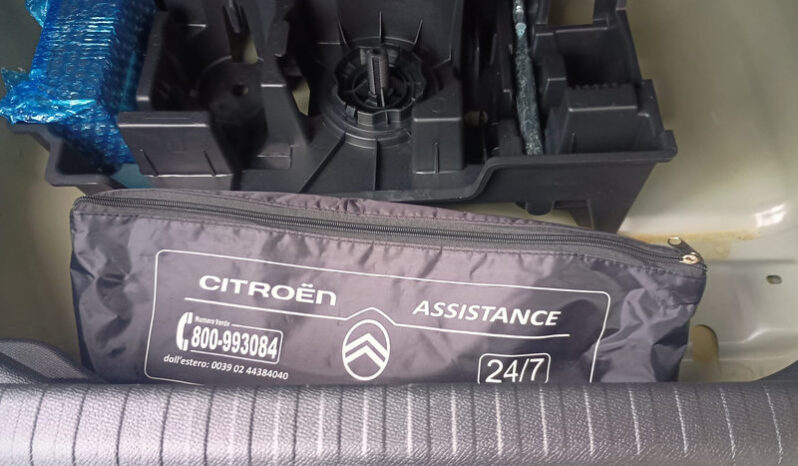 CITROËN
ASSISTANCE
Numero Verde
800-993084
dall'estero: 0039 02 44384040
24/7